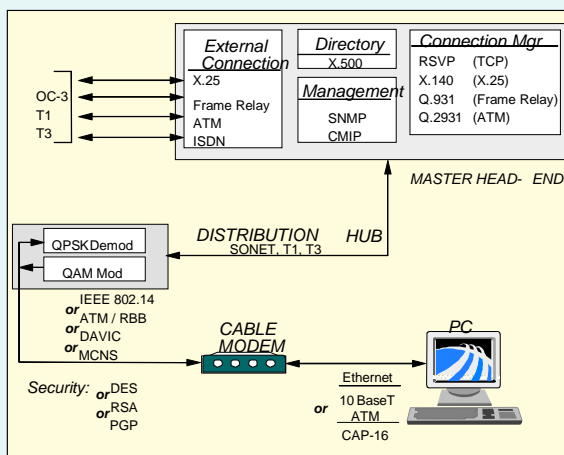 External
Connection
X.25
Frame Relay
ATM
ISDN
Directory
X.500
Management
SNMP
CMIP
Connection Mgr
RSVP (TCP)
X.140 (X.25)
Q.931 (Frame Relay)
Q.2931 (ATM)
OC-3
T1
T3
MASTER HEAD- END
DISTRIBUTION HUB
SONET, T1, T3
QPSKDemod
QAM Mod
IEEE 802.14
or ATM / RBB
or DAVIC
or MCNS
CABLE
MODEM
PC
Security: or DES
or RSA
PGP
Ethernet
10 BaseT
or ATM
CAP-16